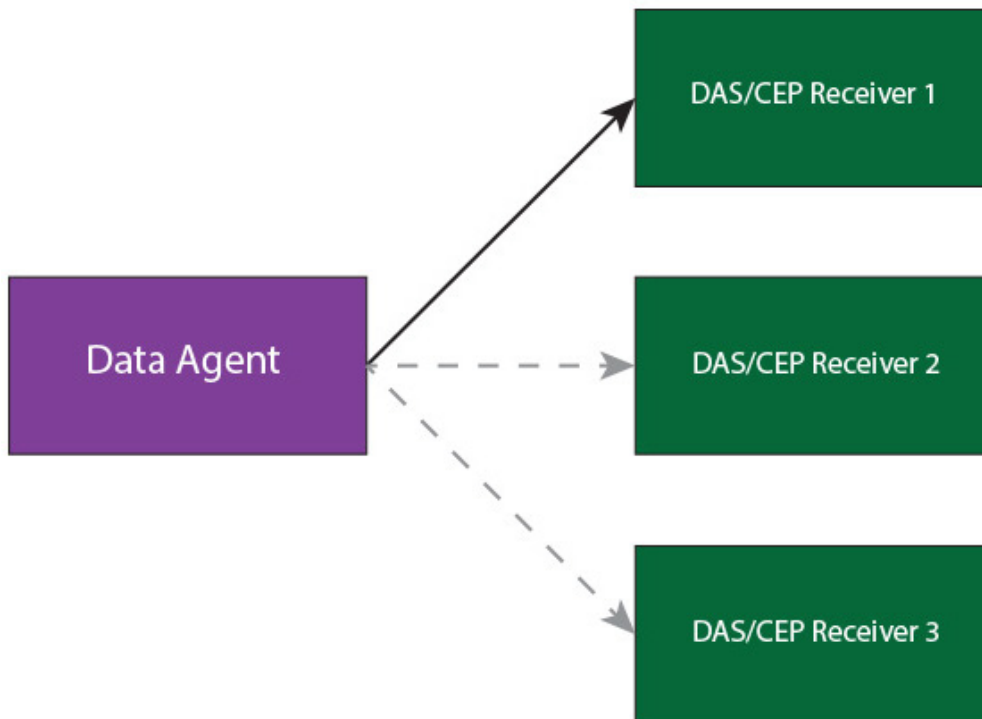 DAS/CEP Receiver 1
Data Agent
DAS/CEP Receiver 2
DAS/CEP Receiver 3